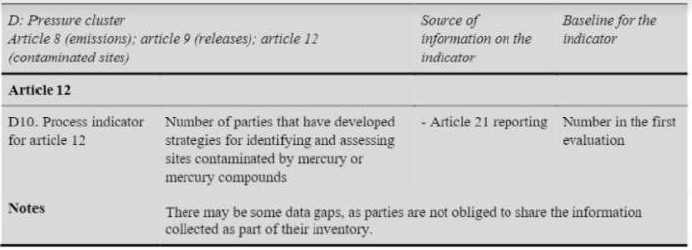 D: Pressure cluster
Article 8 (emissions); article 9 (releases); article 12
(contaminated sites)
Source of
information on the
indicator
Baseline for the
indicator
Article 12
D10. Process indicator
for article 12
Number of parties that have developed
strategies for identifying and assessing
sites contaminated by mercury or
mercury compounds
- Article 21 reporting
Number in the first
evaluation
Notes
There may be some data gaps, as parties are not obliged to share the information
collected as part of their inventory.